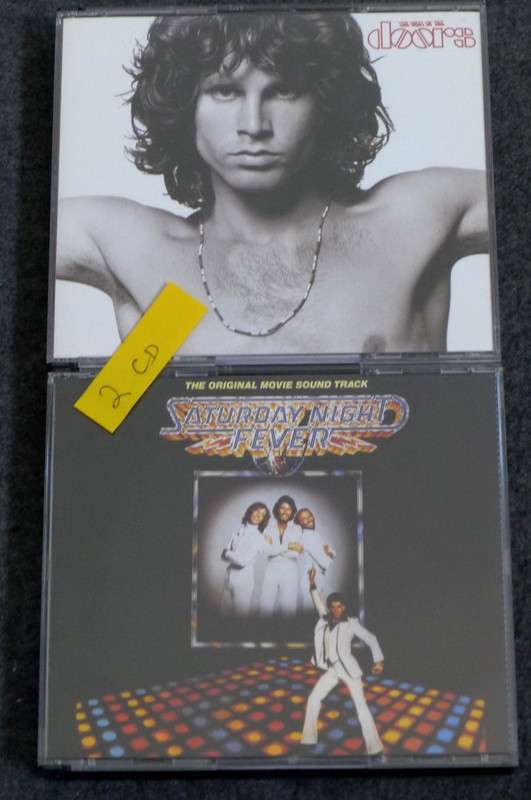 THE BEST OF THE
doors
2 CD
THE ORIGINAL MOVIE SOUND TRACK
SATURDAY NIGHT
FEVER